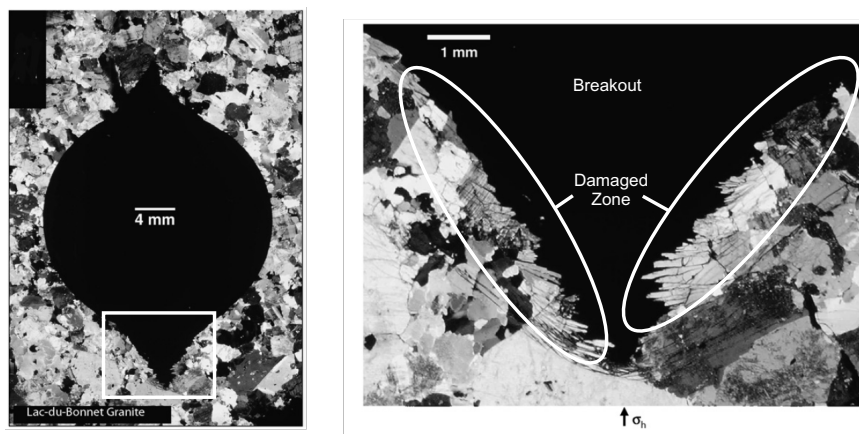 4 mm
Lac-du-Bonnet Granite
1 mm
Breakout
Damaged
Zone
σh